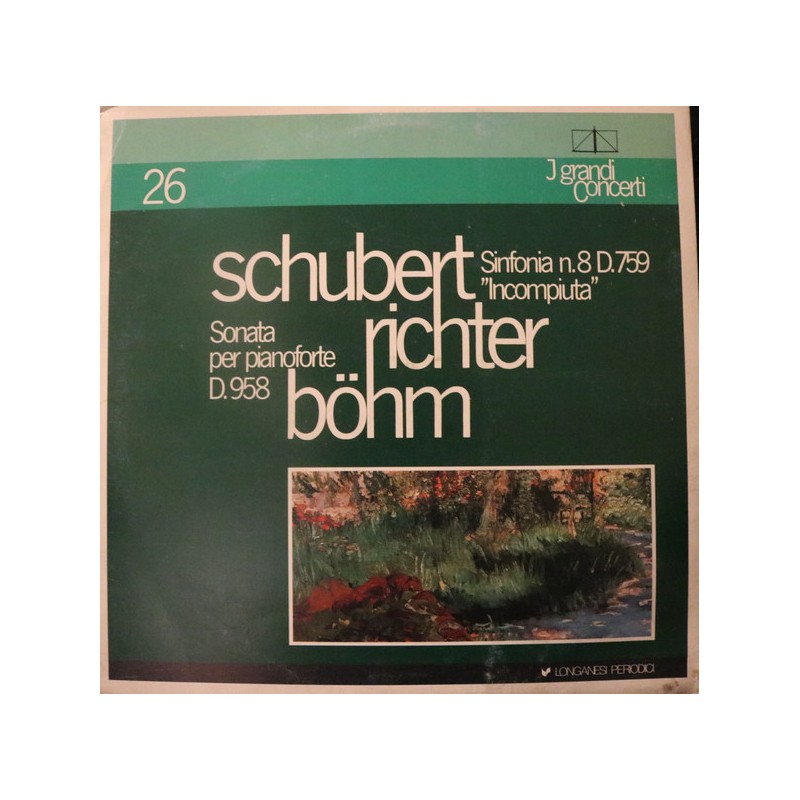 26
J grandi
Concerti
schubert
Sinfonia n.8 D.759
"Incompiuta"
richter
Sonata
per pianoforte
D.958
böhm
LONGANESI PERIODICI